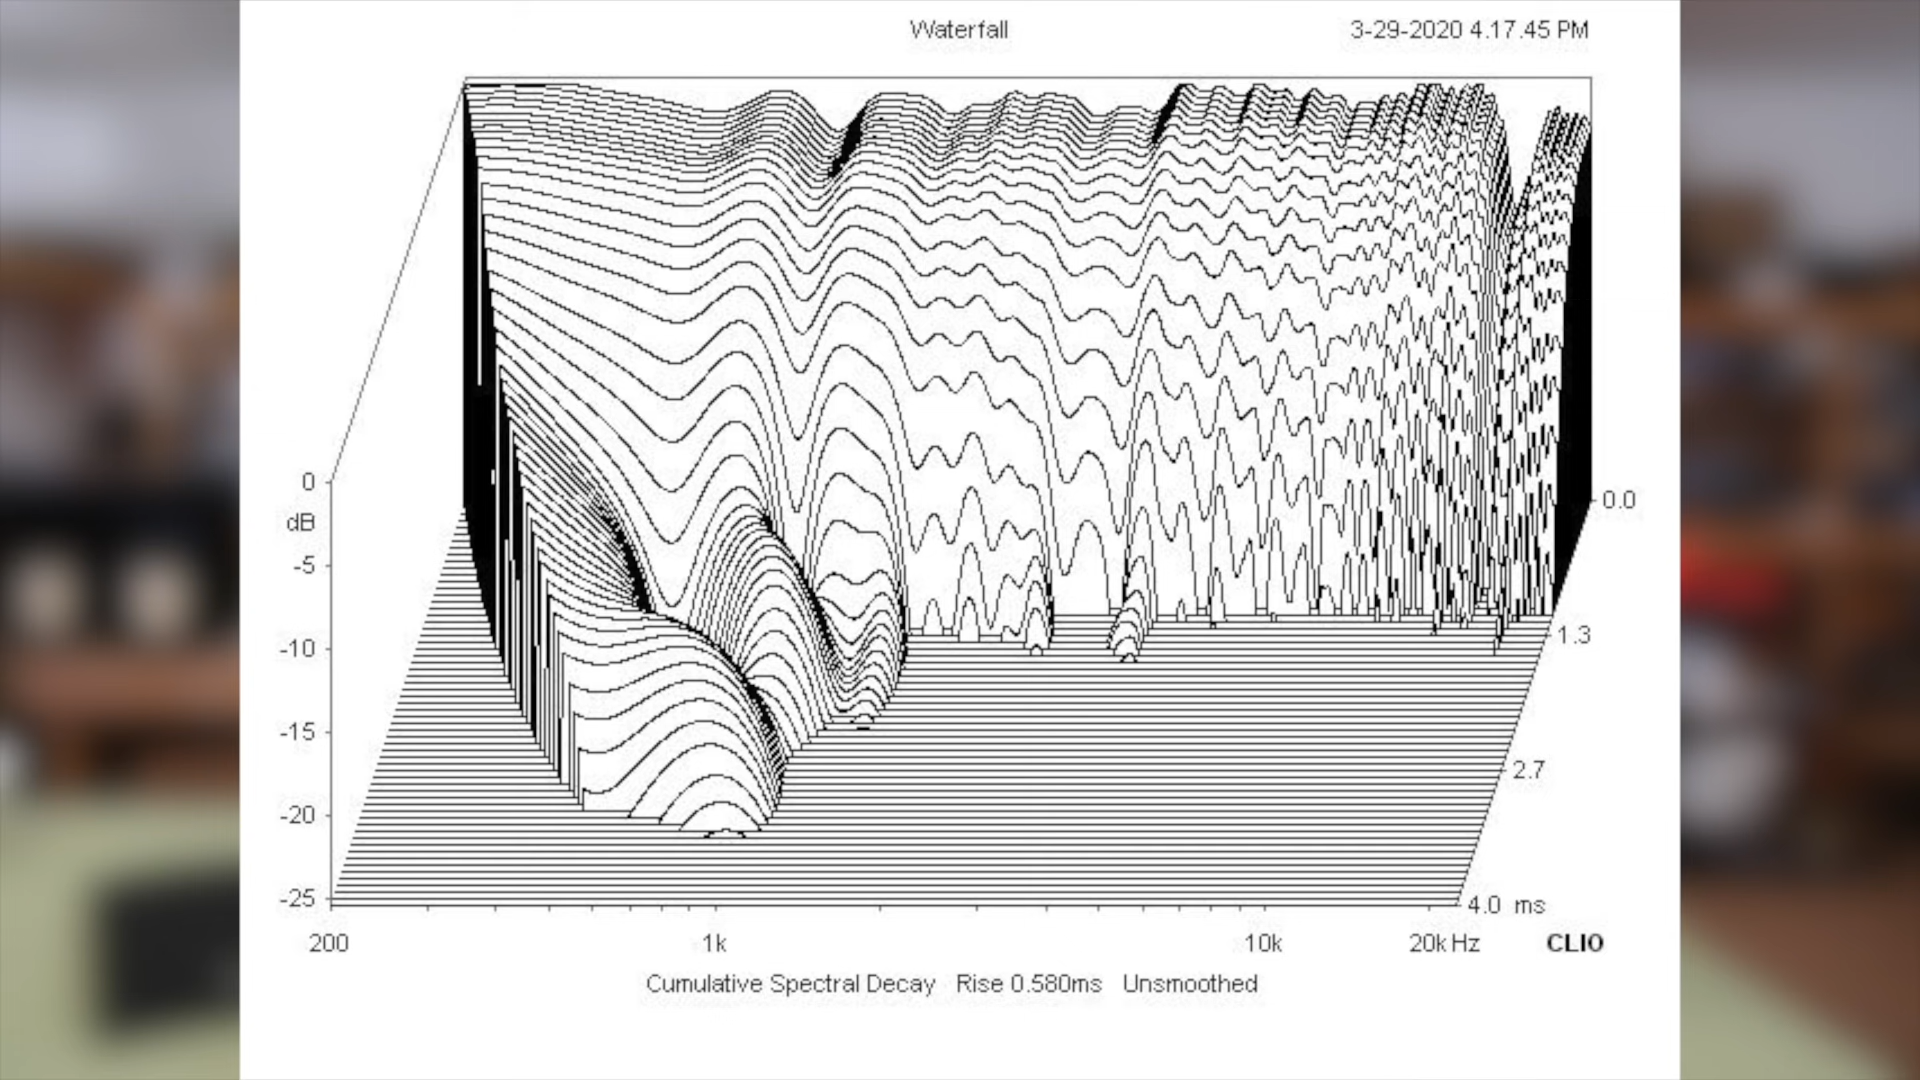 Waterfall
3-29-2020 4.17.45 PM
0
dB
-5
-10
-15
-20
-25
0.0
1.3
2.7
4.0 ms
200
1k
10k
20k Hz
CLIO
Cumulative Spectral Decay Rise 0.580ms Unsmoothed